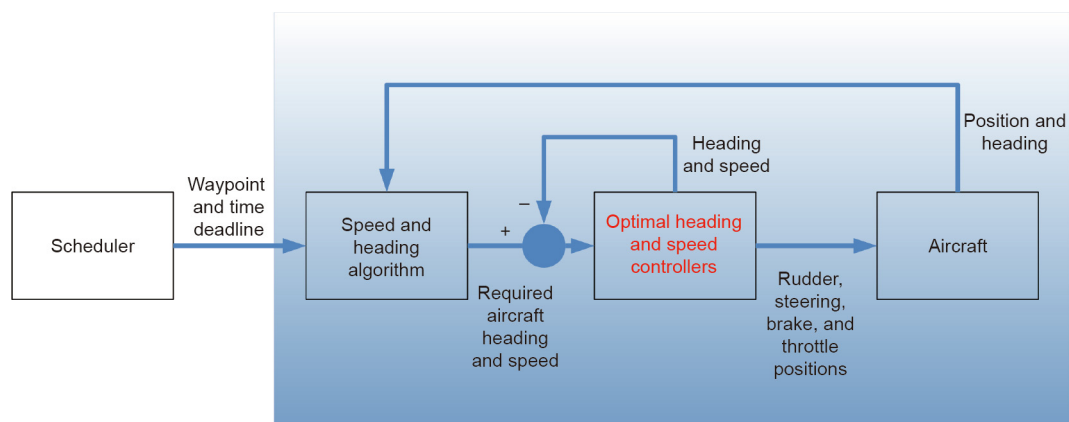 Scheduler
Waypoint
and time
deadline
Speed and
heading
algorithm
+
–
Required
aircraft
heading
and speed
Heading
and speed
Optimal heading
and speed
controllers
Rudder,
steering,
brake, and
throttle
positions
Aircraft
Position and
heading